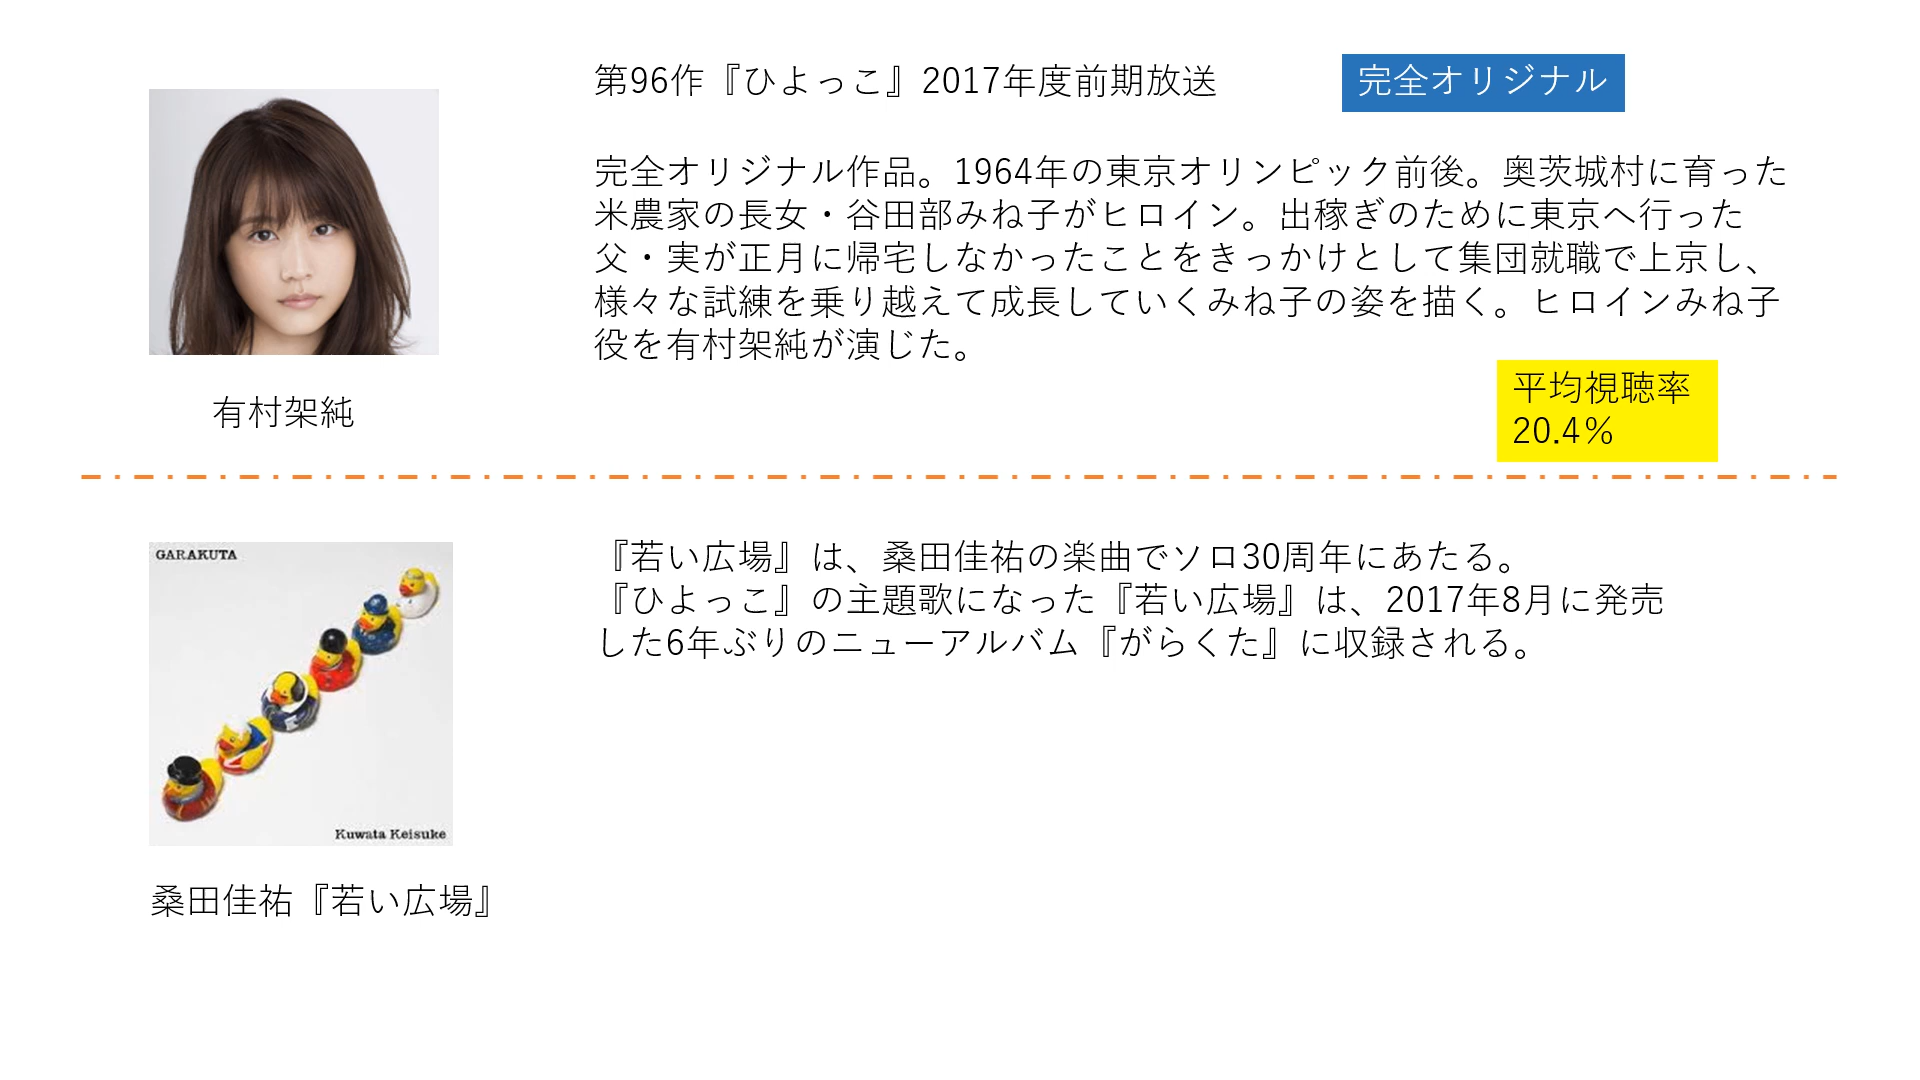 第96作『ひよっこ』2017年度前期放送
完全オリジナル
完全オリジナル作品。1964年の東京オリンピック前後。奥茨城村に育った
米農家の長女・谷田部みね子がヒロイン。出稼ぎのために東京へ行った
父・実が正月に帰宅しなかったことをきっかけとして集団就職で上京し、
様々な試練を乗り越えて成長していくみね子の姿を描く。ヒロインみね子
役を有村架純が演じた。
有村架純
平均視聴率
20.4％
GARAKUTA
Kuwata Keisuke
桑田佳祐『若い広場』
『若い広場』は、桑田佳祐の楽曲でソロ30周年にあたる。
『ひよっこ』の主題歌になった『若い広場』は、2017年8月に発売
した6年ぶりのニューアルバム『がらくた』に収録される。